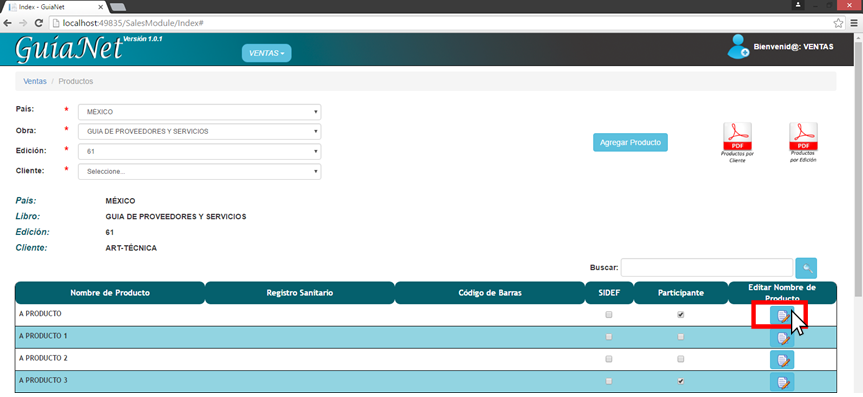 Index - GuiaNet
localhost:49835/SalesModule/Index#
GuíaNet Versión 1.0.1
VENTAS
Bienvenid@: VENTAS
Ventas / Productos
País: * MÉXICO
Obra: * GUIA DE PROVEEDORES Y SERVICIOS
Edición: * 61
Cliente: * Seleccione...
Agregar Producto
PDF
Productos por
Cliente
PDF
Productos
por Edición
País: MÉXICO
Libro: GUIA DE PROVEEDORES Y SERVICIOS
Edición: 61
Cliente: ART-TÉCNICA
Buscar:
Nombre de Producto Registro Sanitario Código de Barras SIDEF Participante Editar Nombre de
Producto
A PRODUCTO
A PRODUCTO 1
A PRODUCTO 2
A PRODUCTO 3